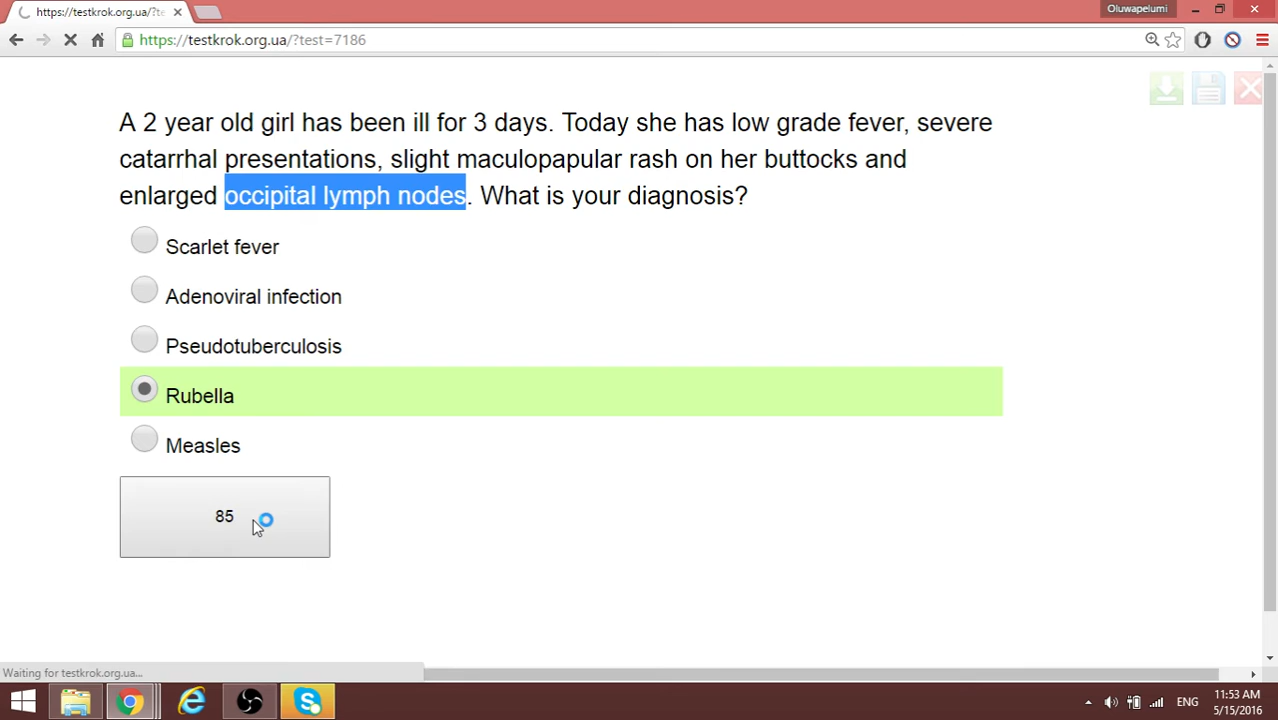 https://testkrok.org.ua/?te
Oluwapelumi
https://testkrok.org.ua/?test=7186
A 2 year old girl has been ill for 3 days. Today she has low grade fever, severe
catarrhal presentations, slight maculopapular rash on her buttocks and
enlarged occipital lymph nodes. What is your diagnosis?
Scarlet fever
Adenoviral infection
Pseudotuberculosis
Rubella
Measles
85
Waiting for testkrok.org.ua...
ENG
11:53 AM
5/15/2016